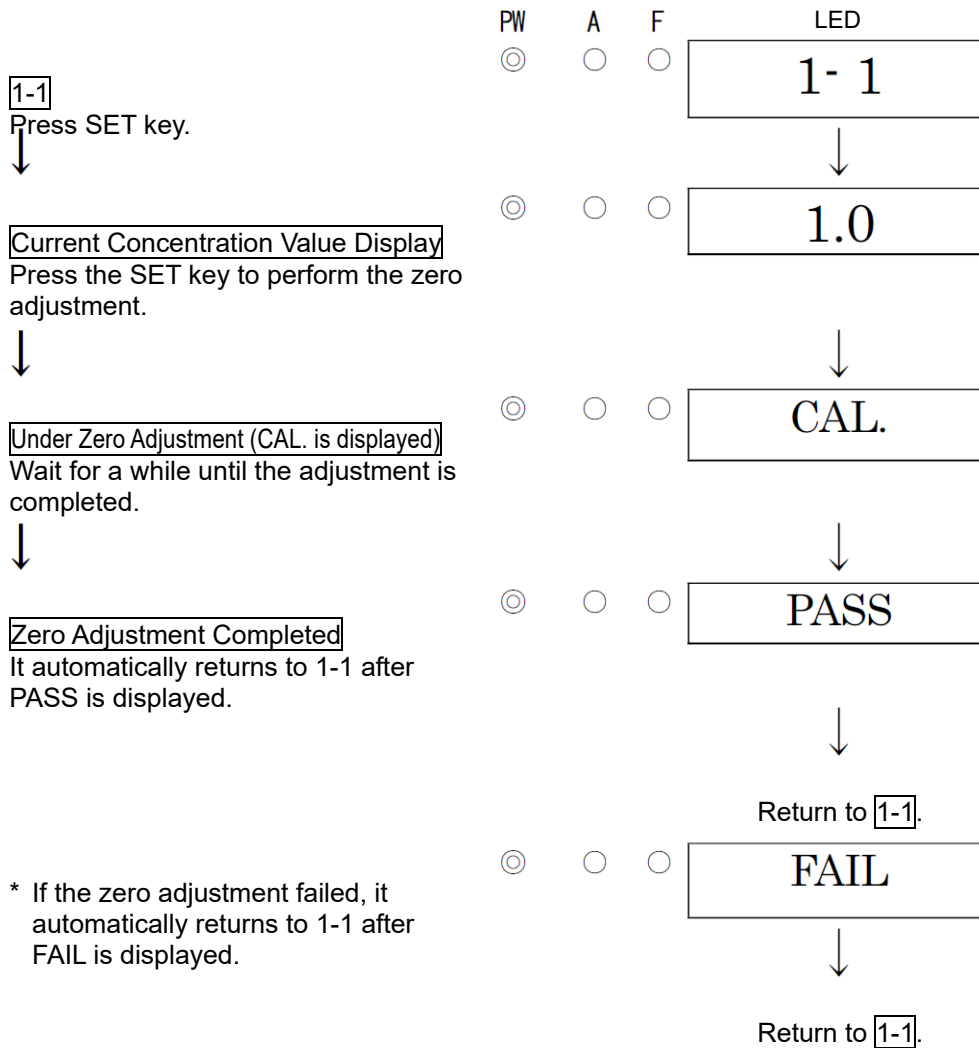 PW A F LED
1-1
1- 1
Press SET key.
↓ ↓
1.0
Current Concentration Value Display
Press the SET key to perform the zero
adjustment.
↓ ↓
CAL.
Under Zero Adjustment (CAL. is displayed)
Wait for a while until the adjustment is
completed.
↓ ↓
PASS
Zero Adjustment Completed
It automatically returns to 1-1 after
PASS is displayed.
↓
Return to 1-1.
FAIL
* If the zero adjustment failed, it
automatically returns to 1-1 after
FAIL is displayed.
↓
Return to 1-1.